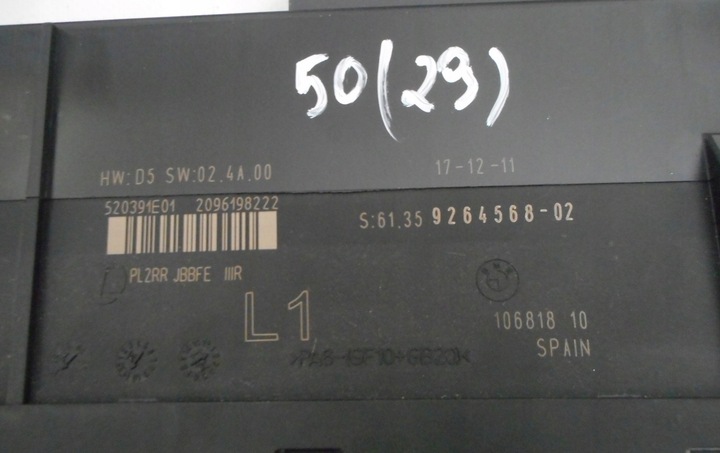 50(29)
HW: D5 SW:02.4A.00
17-12-11
520391E01 2096198222
S:61.35 9264568-02
PL2RR JBBFE IIIR
BMW
L1
106818 10
SPAIN